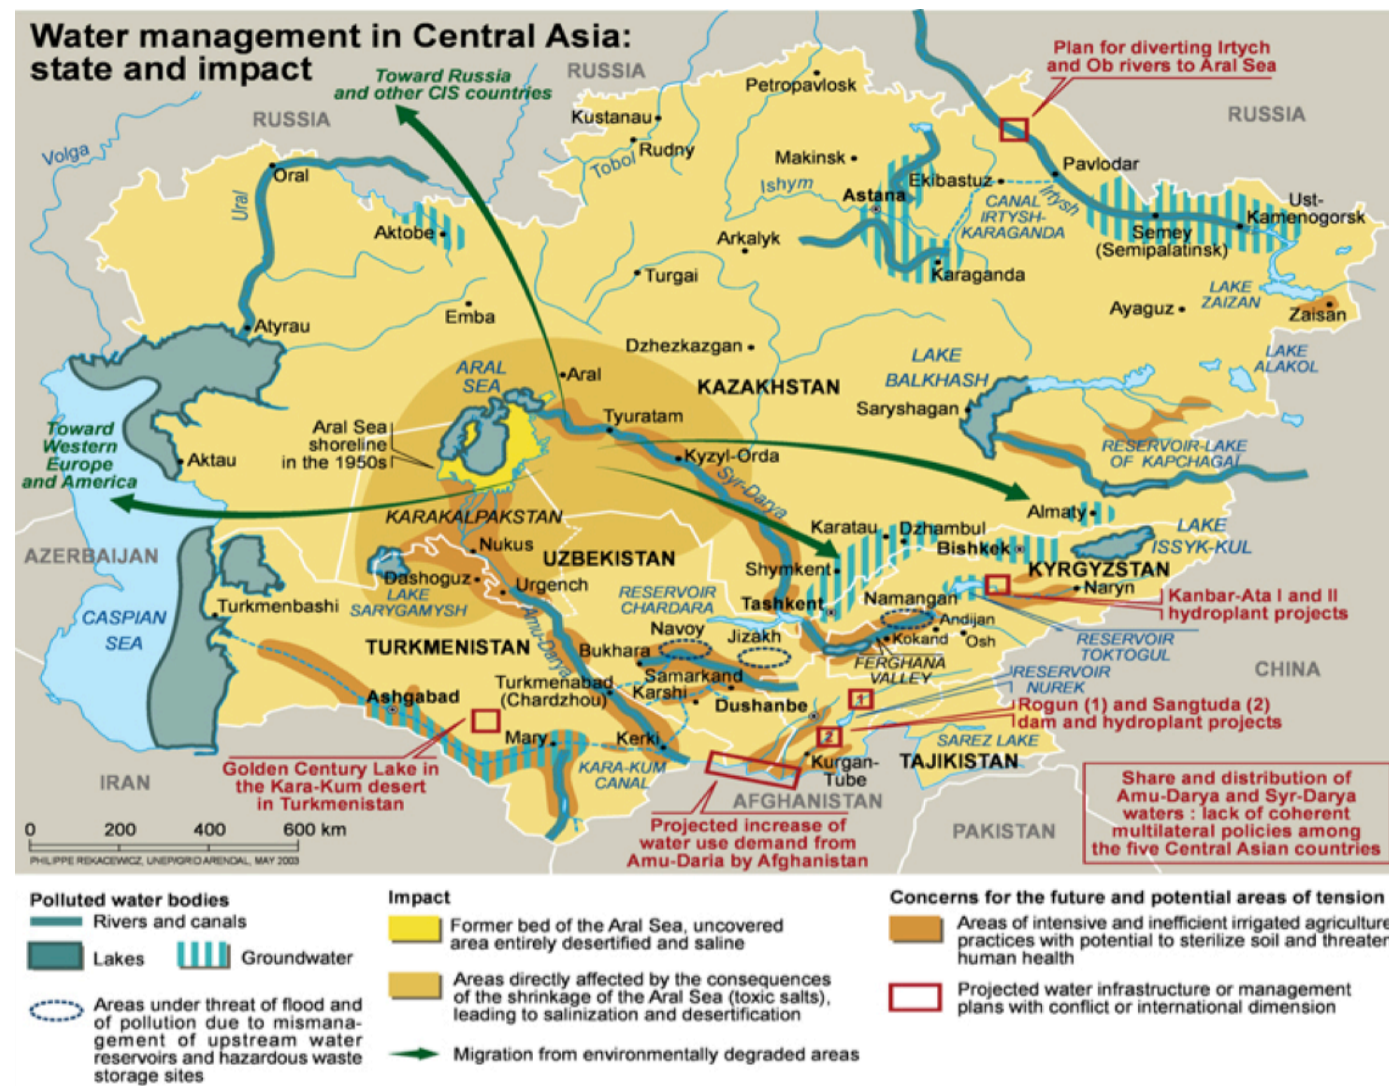 Water management in Central Asia:
state and impact
Toward Russia
and other CIS countries
RUSSIA
Plan for diverting Irtych
and Ob rivers to Aral Sea
RUSSIA
RUSSIA
Petropavlosk
Kustanau
Rudny
Tobol
Volga
Oral
Ural
Makinsk
Ishym
Astana
Ekibastuz
Pavlodar
Irtysh
CANAL
IRTYSH-
KARAGANDA
Ust-
Kamenogorsk
Semey
(Semipalatinsk)
Aktobe
Arkalyk
Turgai
Karaganda
LAKE
ZAIZAN
Zaisan
Ayaguz
Emba
Atyrau
Dzhezkazgan
LAKE
BALKHASH
LAKE
ALAKOL
ARAL
SEA
Aral
KAZAKHSTAN
Saryshagan
Tyuratam
Aral Sea
shoreline
in the 1950s
Toward
Western
Europe
and America
Aktau
Kyzyl-Orda
Syr-Darya
RESERVOIR-LAKE
OF KAPCHAGAÏ
Almaty
KARAKALPAKSTAN
Karatau
Dzhambul
Bishkok
LAKE
ISSYK-KUL
AZERBAIJAN
Nukus
UZBEKISTAN
Shymkent
KYRGYZSTAN
Dashoguz
Urgench
LAKE
SARYGAMYSH
RESERVOIR
CHARDARA
Tashkent
Namangan
Naryn
Kanbar-Ata I and II
hydroplant projects
CASPIAN
SEA
Turkmenbashi
Amu-Darya
Navoy
Jizakh
Andijan
Kokand
Osh
RESERVOIR
TOKTOGUL
TURKMENISTAN
Bukhara
FERGHANA
VALLEY
Samarkand
Karshi
Turkmenabad
(Chardzhou)
RESERVOIR
NUREK
CHINA
Ashgabad
Dushanbe
1
2
Rogun (1) and Sangtuda (2)
dam and hydroplant projects
Mary
Kerki
SAREZ LAKE
Kurgan-
Tube
TAJIKISTAN
KARA-KUM
CANAL
Golden Century Lake in
the Kara-Kum desert
in Turkmenistan
IRAN
AFGHANISTAN
PAKISTAN
Projected increase of
water use demand from
Amu-Daria by Afghanistan
Share and distribution of
Amu-Darya and Syr-Darya
waters : lack of coherent
multilateral policies among
the five Central Asian countries
0 200 400 600 km
PHILIPPE REKACEWICZ, UNEP/GRID ARENDAL, MAY 2003
Polluted water bodies
Rivers and canals
Lakes
Groundwater
Areas under threat of flood and
of pollution due to mismana-
gement of upstream water
reservoirs and hazardous waste
storage sites
Impact
Former bed of the Aral Sea, uncovered
area entirely desertified and saline
Areas directly affected by the consequences
of the shrinkage of the Aral Sea (toxic salts),
leading to salinization and desertification
Migration from environmentally degraded areas
Concerns for the future and potential areas of tension
Areas of intensive and inefficient irrigated agriculture
practices with potential to sterilize soil and threaten
human health
Projected water infrastructure or management
plans with conflict or international dimension